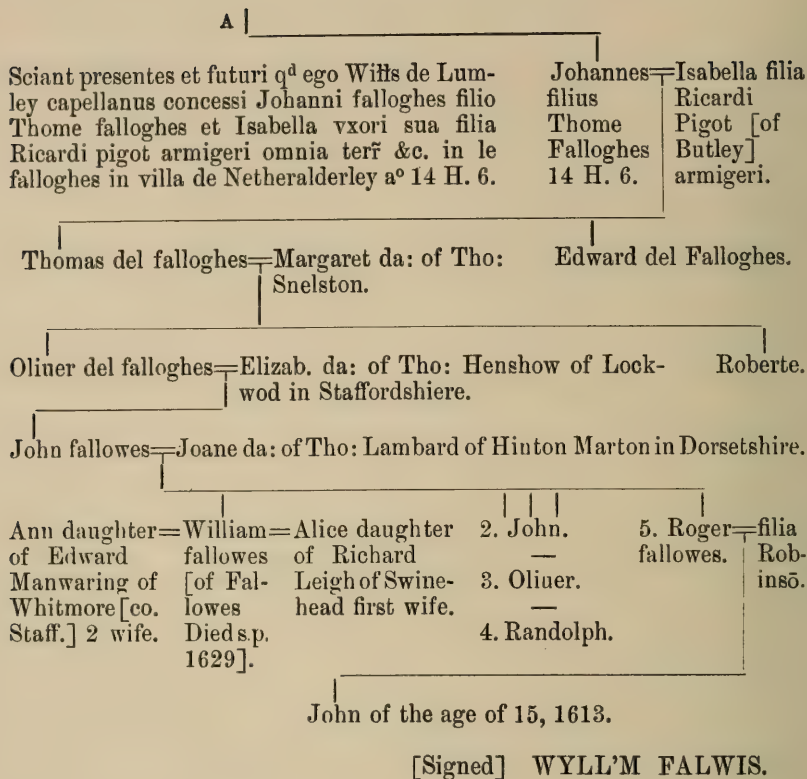 A
Sciant presentes et futuri qᵈ ego Wiłłs de Lum-
ley capellanus concessi Johanni falloghes filio
Thome falloghes et Isabella vxori sua filia
Ricardi pigot armigeri omnia terr̃ &c. in le
falloghes in villa de Netheralderley aᵒ 14 H. 6.
Johannes=Isabella filia
filius Ricardi
Thome Pigot [of
Falloghes Butley]
14 H. 6. armigeri.
Thomas del falloghes=Margaret da: of Tho:
Snelston.
Edward del Falloghes.
Oliuer del falloghes=Elizab. da: of Tho: Henshow of Lock-
wod in Staffordshiere.
Roberte.
John fallowes=Joane da: of Tho: Lambard of Hinton Marton in Dorsetshire.
Ann daughter=William=Alice daughter
of Edward fallowes of Richard
Manwaring of [of Fal- Leigh of Swine-
Whitmore [co. lowes head first wife.
Staff.] 2 wife. Died s.p.
1629].
2. John.
—
3. Oliuer.
—
4. Randolph.
5. Roger=filia
fallowes. Rob-
insō.
John of the age of 15, 1613.
[Signed] WYLL'M FALWIS.